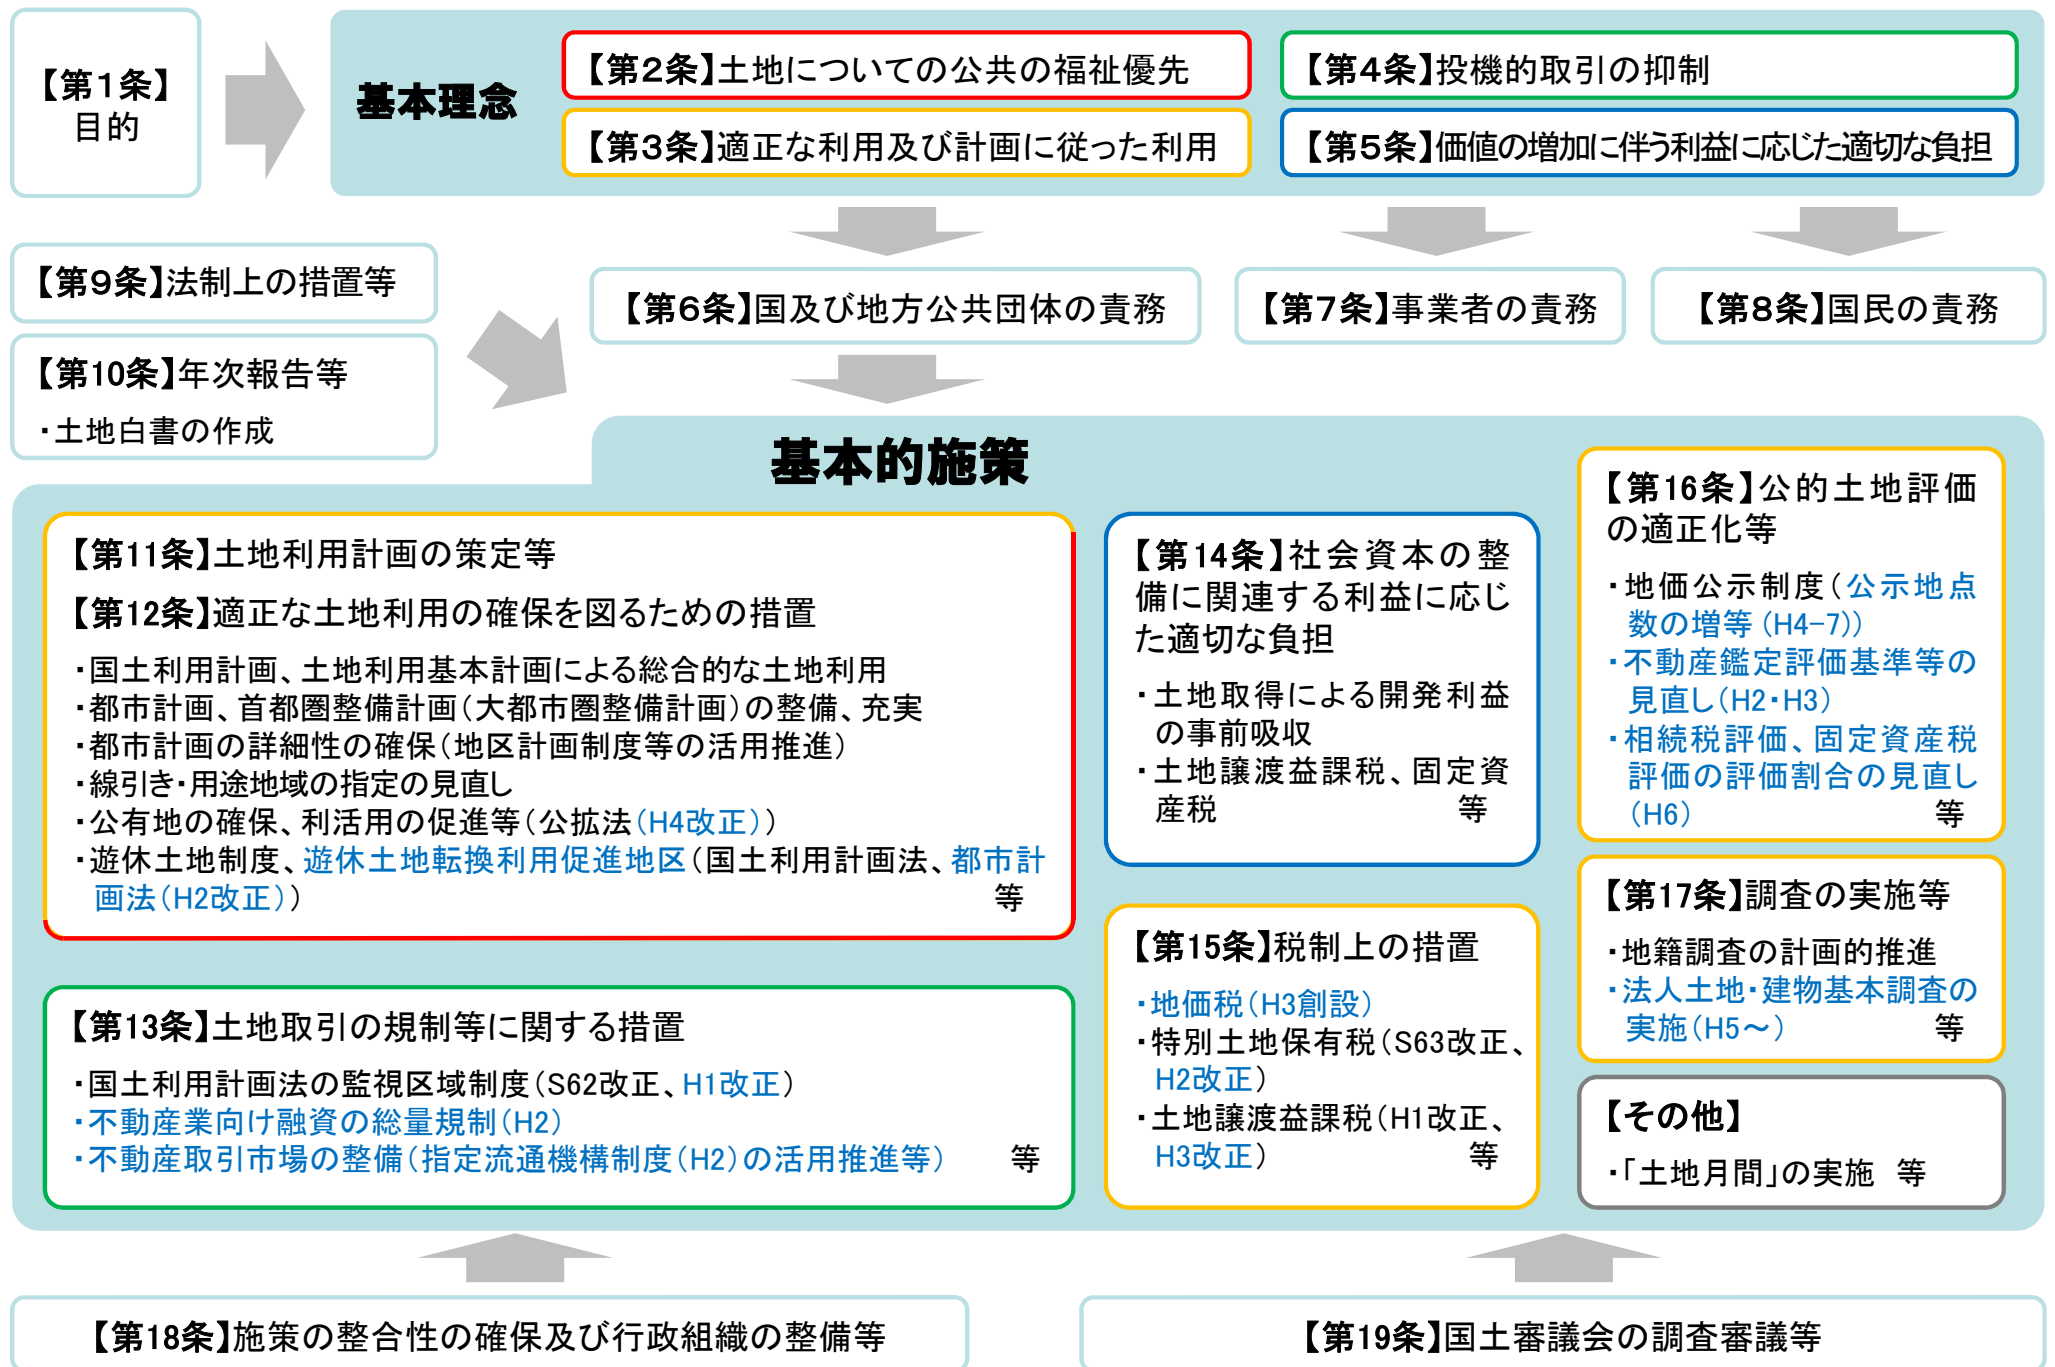 【第1条】
目的
基本理念
【第2条】土地についての公共の福祉優先
【第3条】適正な利用及び計画に従った利用
【第4条】投機的取引の抑制
【第5条】価値の増加に伴う利益に応じた適切な負担
【第9条】法制上の措置等
【第10条】年次報告等
・土地白書の作成
【第6条】国及び地方公共団体の責務
【第7条】事業者の責務
【第8条】国民の責務
基本的施策
【第11条】土地利用計画の策定等
【第12条】適正な土地利用の確保を図るための措置
・国土利用計画、土地利用基本計画による総合的な土地利用
・都市計画、首都圏整備計画(大都市圏整備計画)の整備、充実
・都市計画の詳細性の確保(地区計画制度等の活用推進)
・線引き・用途地域の指定の見直し
・公有地の確保、利活用の促進等(公拡法(H4改正))
・遊休土地制度、遊休土地転換利用促進地区(国土利用計画法、都市計
画法(H2改正)) 等
【第13条】土地取引の規制等に関する措置
・国土利用計画法の監視区域制度(S62改正、H1改正)
・不動産業向け融資の総量規制(H2)
・不動産取引市場の整備(指定流通機構制度(H2)の活用推進等) 等
【第14条】社会資本の整
備に関連する利益に応じ
た適切な負担
・土地取得による開発利益
の事前吸収
・土地譲渡益課税、固定資
産税 等
【第15条】税制上の措置
・地価税(H3創設)
・特別土地保有税(S63改正、
H2改正)
・土地譲渡益課税(H1改正、
H3改正) 等
【第16条】公的土地評価
の適正化等
・地価公示制度(公示地点
数の増等(H4-7))
・不動産鑑定評価基準等の
見直し(H2・H3)
・相続税評価、固定資産税
評価の評価割合の見直し
(H6) 等
【第17条】調査の実施等
・地籍調査の計画的推進
・法人土地・建物基本調査の
実施(H5～) 等
【その他】
・「土地月間」の実施 等
【第18条】施策の整合性の確保及び行政組織の整備等
【第19条】国土審議会の調査審議等